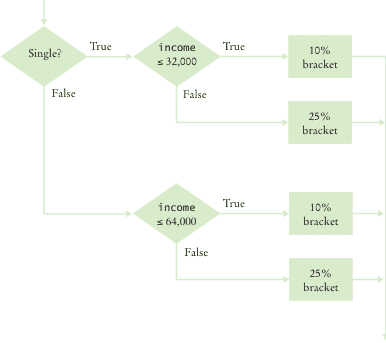 Single?
True
income
≤ 32,000
True
10%
bracket
False
False
25%
bracket
income
≤ 64,000
True
10%
bracket
False
25%
bracket